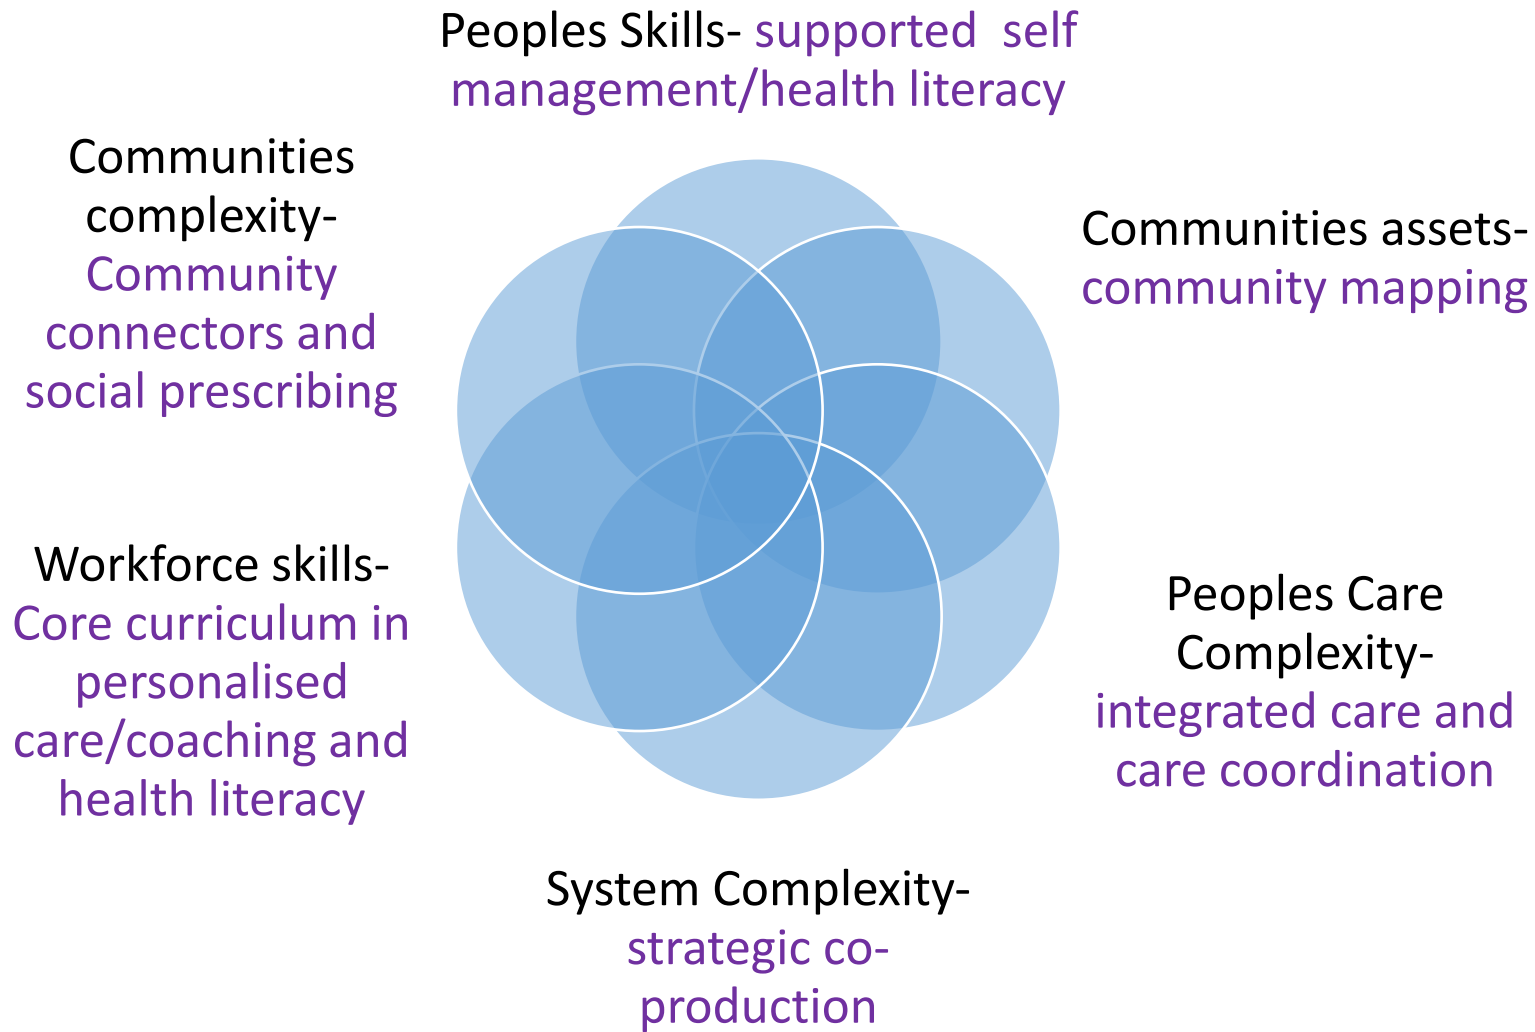 Peoples Skills- supported self
management/health literacy
Communities assets-
community mapping
Peoples Care
Complexity-
integrated care and
care coordination
System Complexity-
strategic co-
production
Workforce skills-
Core curriculum in
personalised
care/coaching and
health literacy
Communities
complexity-
Community
connectors and
social prescribing